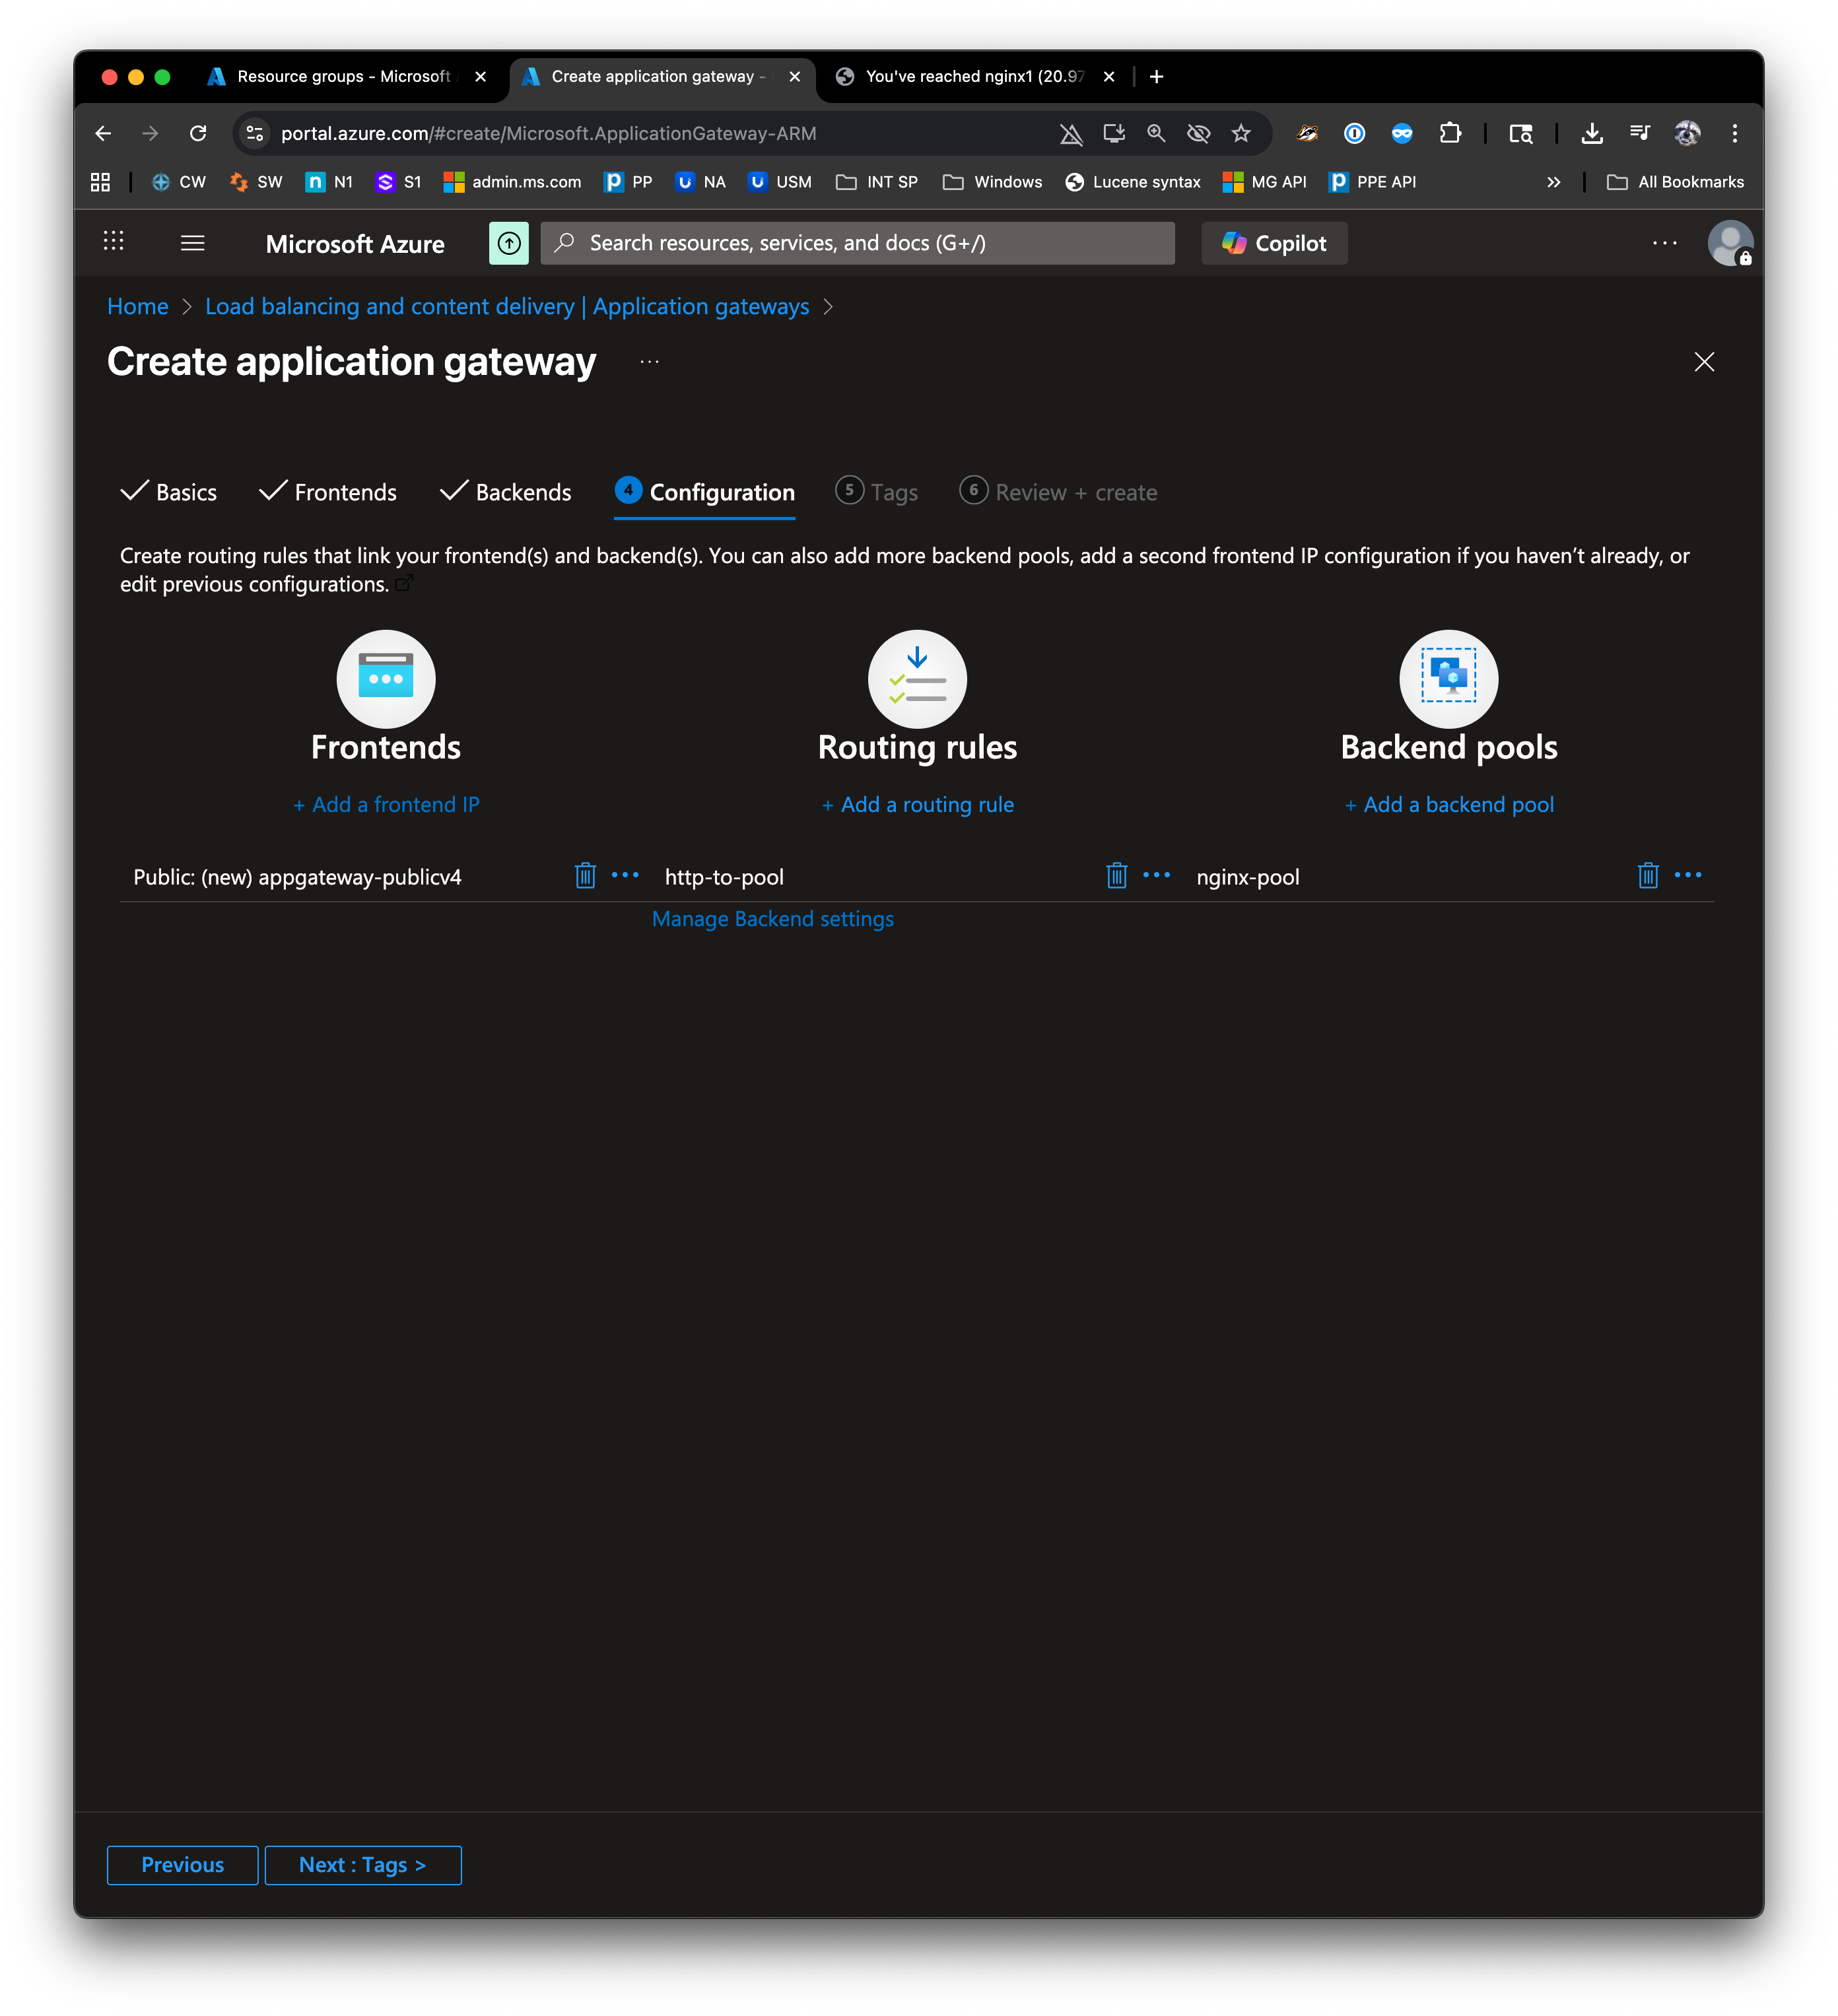 Resource groups - Microsoft
Create application gateway -
You've reached nginx1 (20.97
portal.azure.com/#create/Microsoft.ApplicationGateway-ARM
CW
SW
N1
S1
admin.ms.com
PP
NA
USM
INT SP
Windows
Lucene syntax
MG API
PPE API
All Bookmarks
Microsoft Azure
Search resources, services, and docs (G+/)
Copilot
Home > Load balancing and content delivery | Application gateways >
Create application gateway
Basics
Frontends
Backends
4 Configuration
5 Tags
6 Review + create
Create routing rules that link your frontend(s) and backend(s). You can also add more backend pools, add a second frontend IP configuration if you haven’t already, or
edit previous configurations.
Frontends
Routing rules
Backend pools
+ Add a frontend IP
+ Add a routing rule
+ Add a backend pool
Public: (new) appgateway-publicv4
http-to-pool
nginx-pool
Manage Backend settings
Previous
Next : Tags >